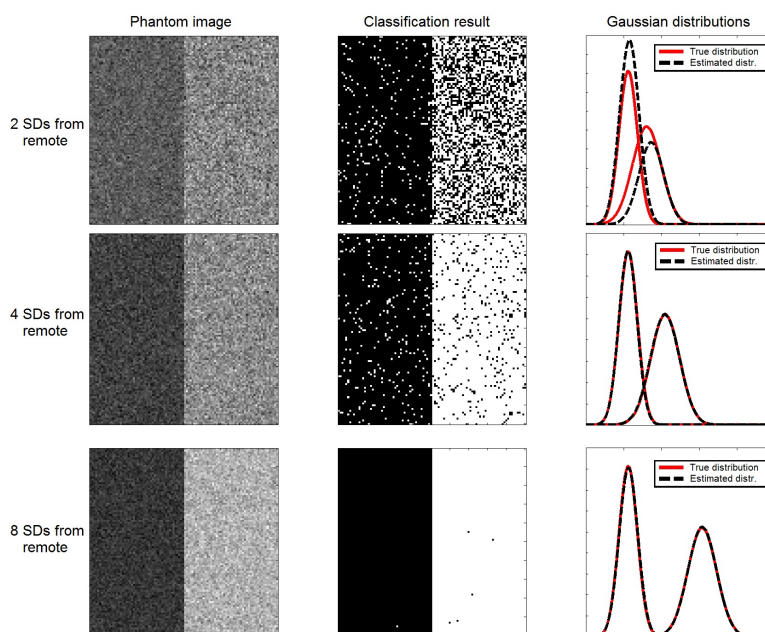 Phantom image
Classification result
Gaussian distributions
2 SDs from
remote
True distribution
Estimated distr.
4 SDs from
remote
True distribution
Estimated distr.
8 SDs from
remote
True distribution
Estimated distr.